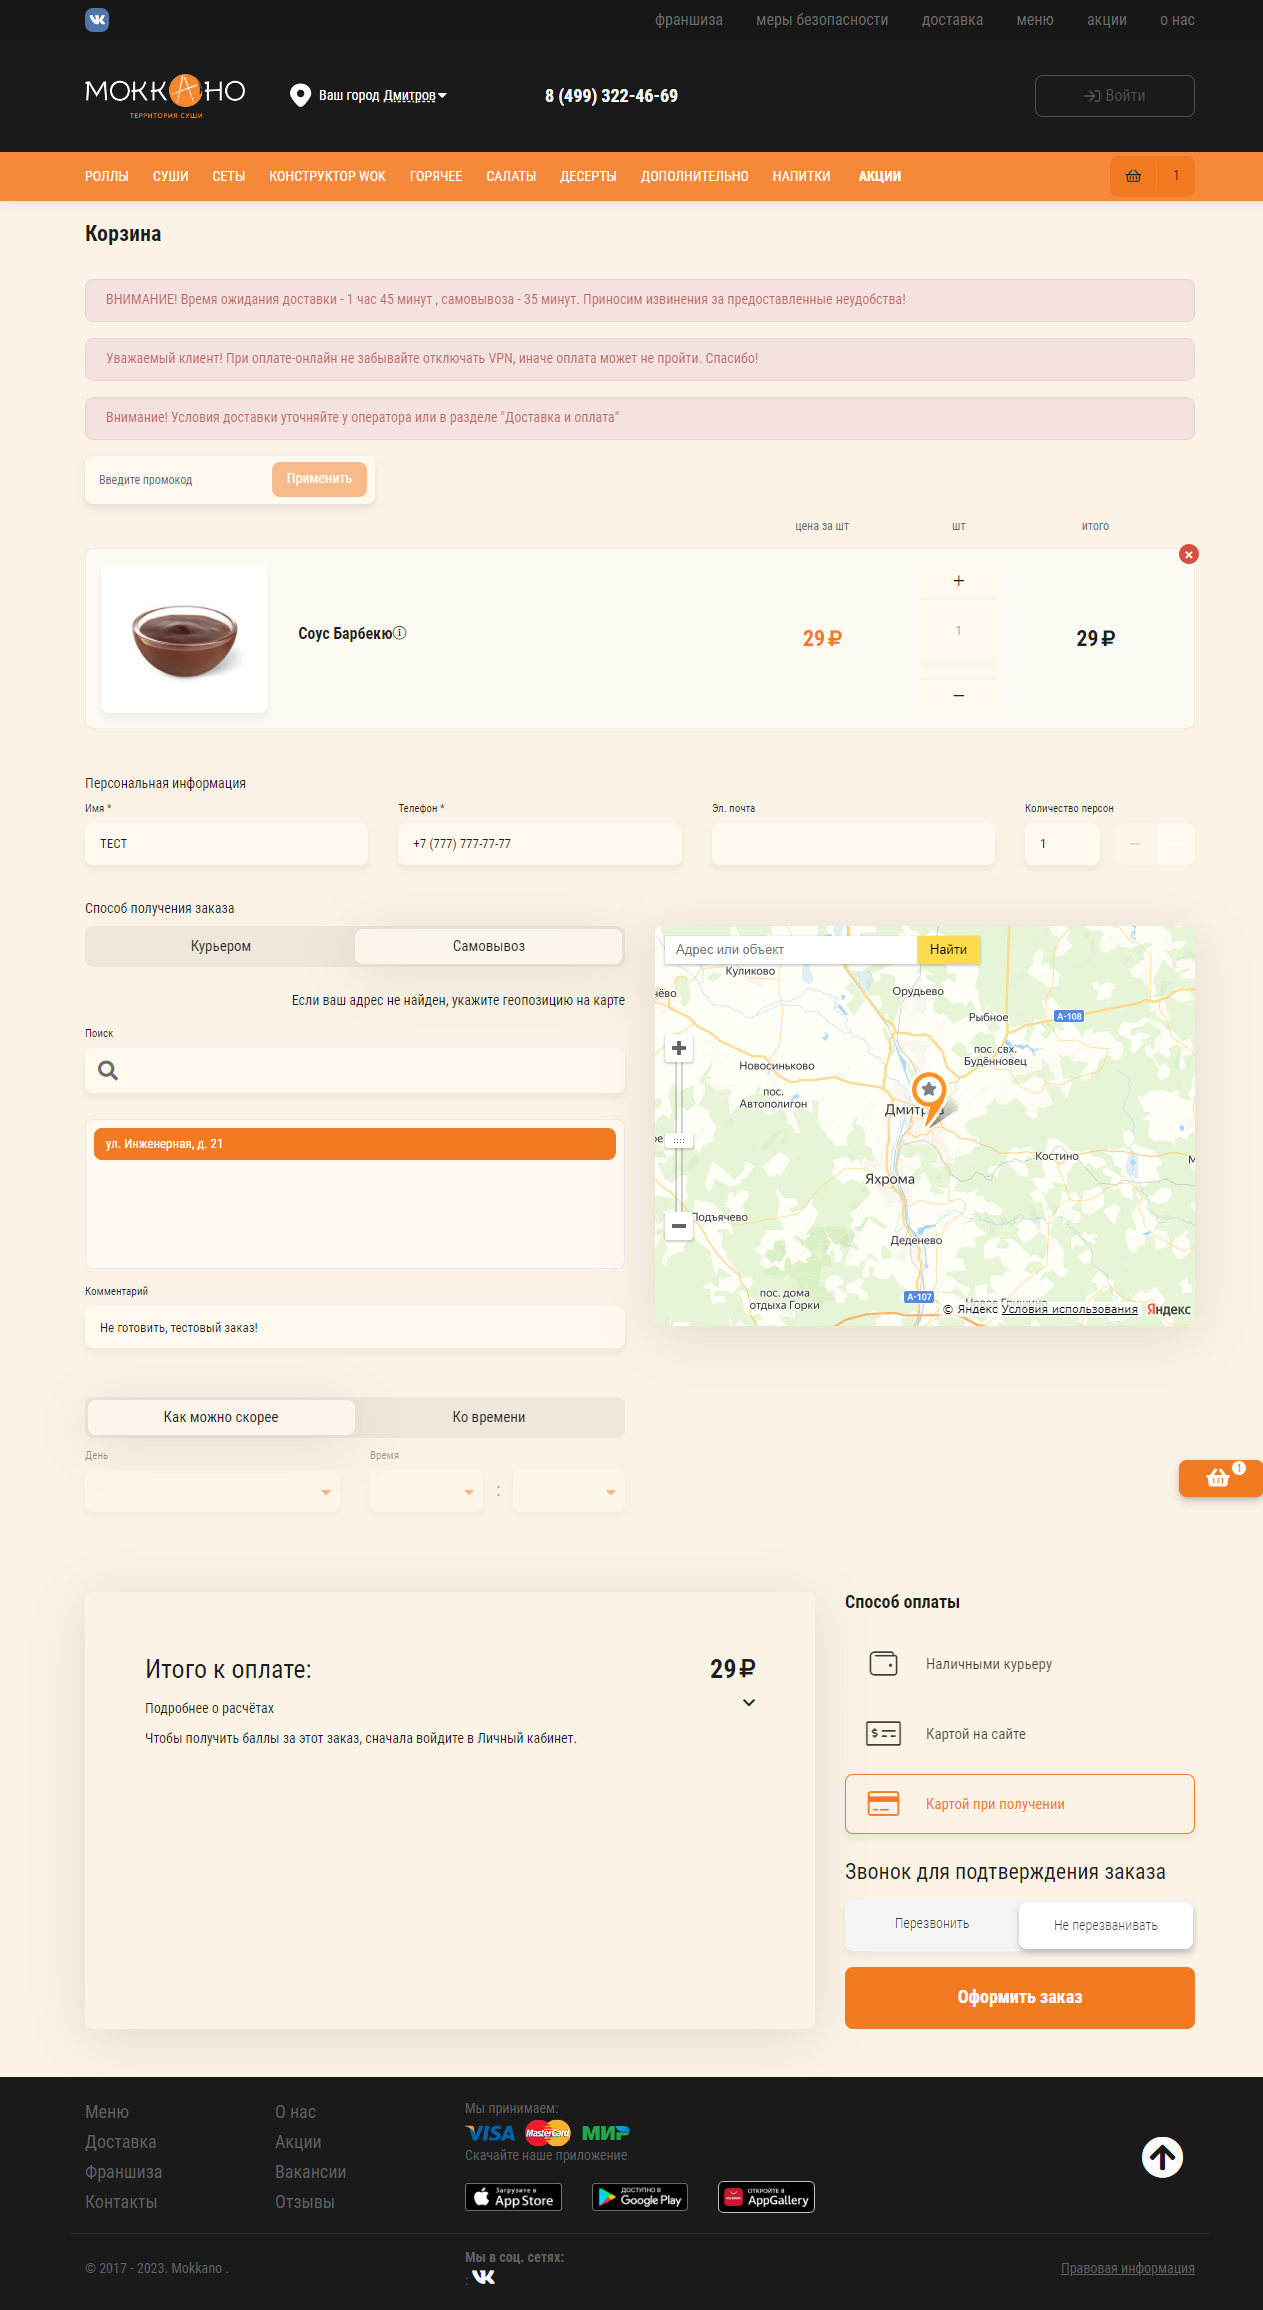 франшиза меры безопасности доставка меню акции о нас
МОККАНО
ТЕРРИТОРИЯ СУШИ
Ваш город Дмитров
8 (499) 322-46-69
Войти
РОЛЛЫ СУШИ СЕТЫ КОНСТРУКТОР WOK ГОРЯЧЕЕ САЛАТЫ ДЕСЕРТЫ ДОПОЛНИТЕЛЬНО НАПИТКИ АКЦИИ 1
Корзина
ВНИМАНИЕ! Время ожидания доставки - 1 час 45 минут , самовывоза - 35 минут. Приносим извинения за предоставленные неудобства!
Уважаемый клиент! При оплате-онлайн не забывайте отключать VPN, иначе оплата может не пройти. Спасибо!
Внимание! Условия доставки уточняйте у оператора или в разделе "Доставка и оплата"
Введите промокод Применить
цена за шт шт итого
+
Соус Барбекю 29 ₽ 1 29 ₽
−
Персональная информация
Имя * Телефон * Эл. почта Количество персон
ТЕСТ +7 (777) 777-77-77 1 − +
Способ получения заказа
Курьером Самовывоз
Если ваш адрес не найден, укажите геопозицию на карте
Поиск
ул. Инженерная, д. 21
Комментарий
Не готовить, тестовый заказ!
Адрес или объект Найти
Куликово
чёво
Орудьево
Рыбное
А-108
пос. свх.
Будённовец
Новосиньково
пос.
Автополигон
Дмитров
ое
Костино
М
Яхрома
Подъячево
Деденево
пос. дома
отдыха Горки
А-107
Новое Гришино
© Яндекс Условия использования Яндекс
Как можно скорее Ко времени
День Время
:
1
Итого к оплате: 29 ₽
Подробнее о расчётах
Чтобы получить баллы за этот заказ, сначала войдите в Личный кабинет.
Способ оплаты
Наличными курьеру
Картой на сайте
Картой при получении
Звонок для подтверждения заказа
Перезвонить Не перезванивать
Оформить заказ
Меню
Доставка
Франшиза
Контакты
О нас
Акции
Вакансии
Отзывы
Мы принимаем:
VISA MasterCard МИР
Скачайте наше приложение
Загрузите в
App Store
ДОСТУПНО В
Google Play
ОТКРОЙТЕ В
AppGallery
© 2017 - 2023. Mokkano .
Мы в соц. сетях:
:
Правовая информация